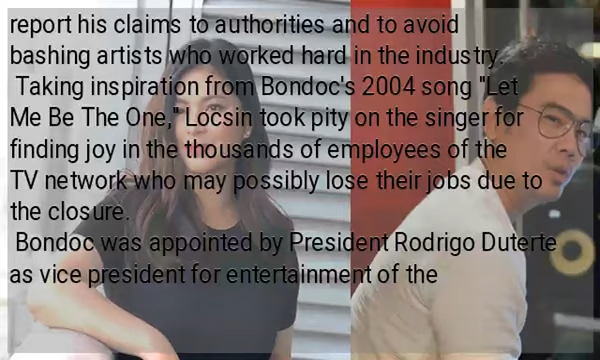 report his claims to authorities and to avoid
bashing artists who worked hard in the industry.
Taking inspiration from Bondoc's 2004 song "Let
Me Be The One," Locsin took pity on the singer for
finding joy in the thousands of employees of the
TV network who may possibly lose their jobs due to
the closure.
Bondoc was appointed by President Rodrigo Duterte
as vice president for entertainment of the